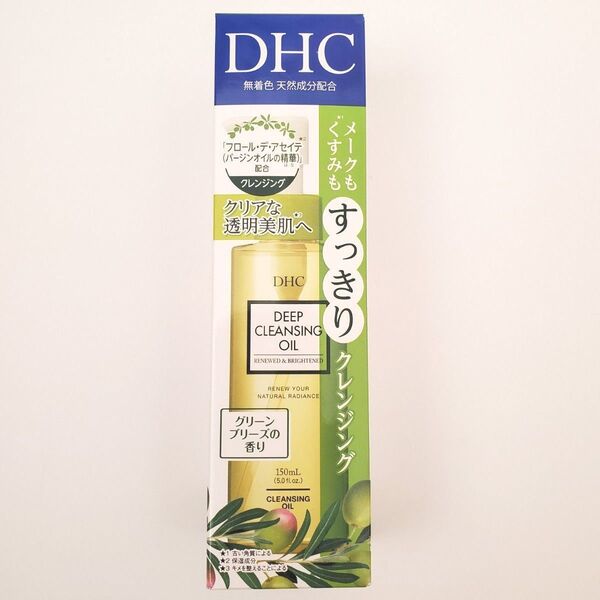 DHC
無着色 天然成分配合
メークも
くすみも★1
すっきり
クレンジング
「フロール・デ・アセイテ
(バージンオイルの精華)」★2
配合
クレンジング
クリアな
透明美肌へ★3
DHC
DEEP
CLEANSING
OIL
RENEWED & BRIGHTENED
RENEW YOUR
NATURAL RADIANCE
グリーン
ブリーズの
香り
150mL
(5.0 fl.oz.)
CLEANSING
OIL
★1 古い角質による
★2 保湿成分
★3 キメを整えることによる